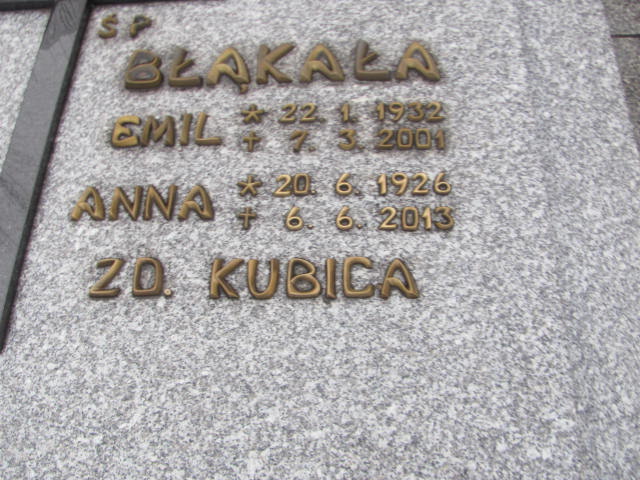 ŚP
BŁĄKAŁA
EMIL * 22. 1. 1932
† 7. 3. 2001
ANNA * 20. 6. 1926
† 6. 6. 2013
ZD. KUBICA